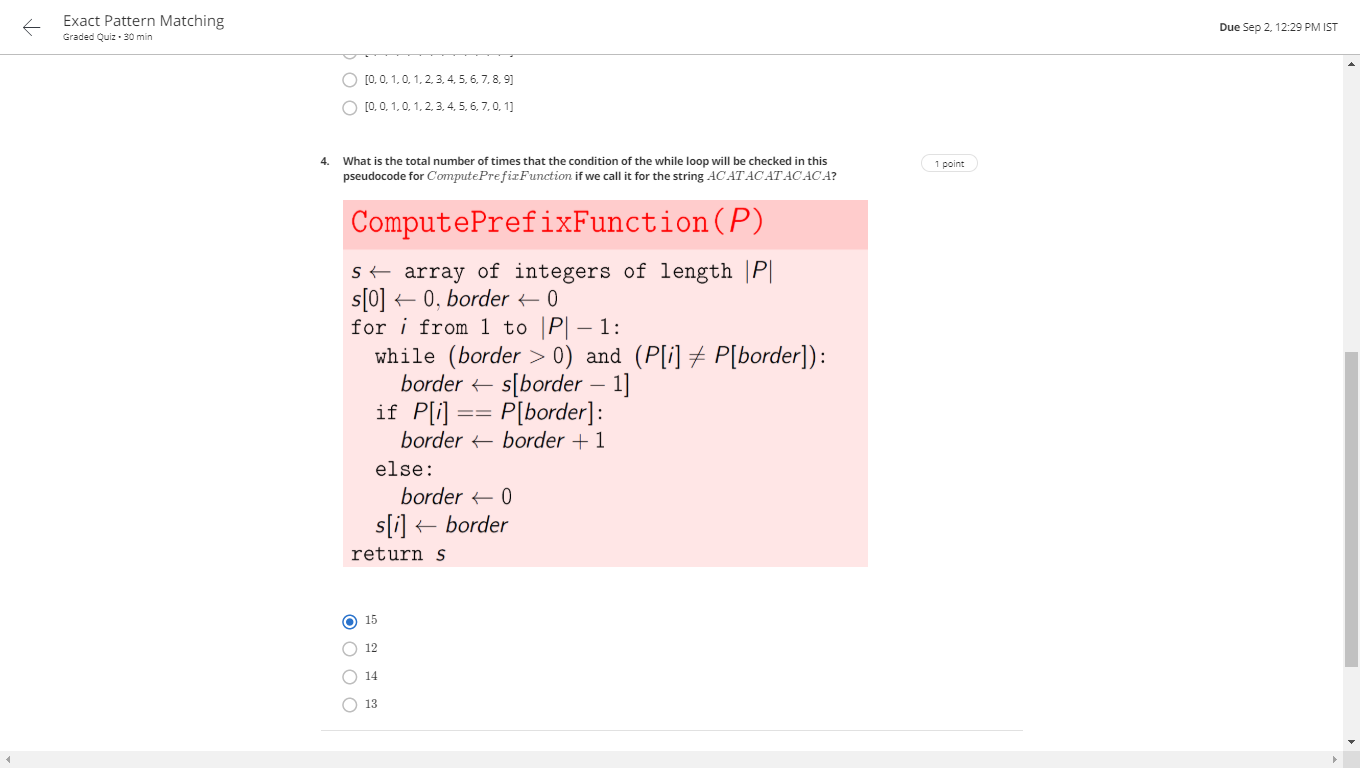 Exact Pattern Matching
Graded Quiz • 30 min
Due Sep 2, 12:29 PM IST
[0, 0, 1, 0, 1, 2, 3, 4, 5, 6, 7, 8, 9]
[0, 0, 1, 0, 1, 2, 3, 4, 5, 6, 7, 0, 1]
4. What is the total number of times that the condition of the while loop will be checked in this
pseudocode for ComputePrefixFunction if we call it for the string ACATACATACACA?
1 point
ComputePrefixFunction(P)
s ← array of integers of length |P|
s[0] ← 0, border ← 0
for i from 1 to |P| − 1:
while (border > 0) and (P[i] ≠ P[border]):
border ← s[border − 1]
if P[i] == P[border]:
border ← border + 1
else:
border ← 0
s[i] ← border
return s
15
12
14
13